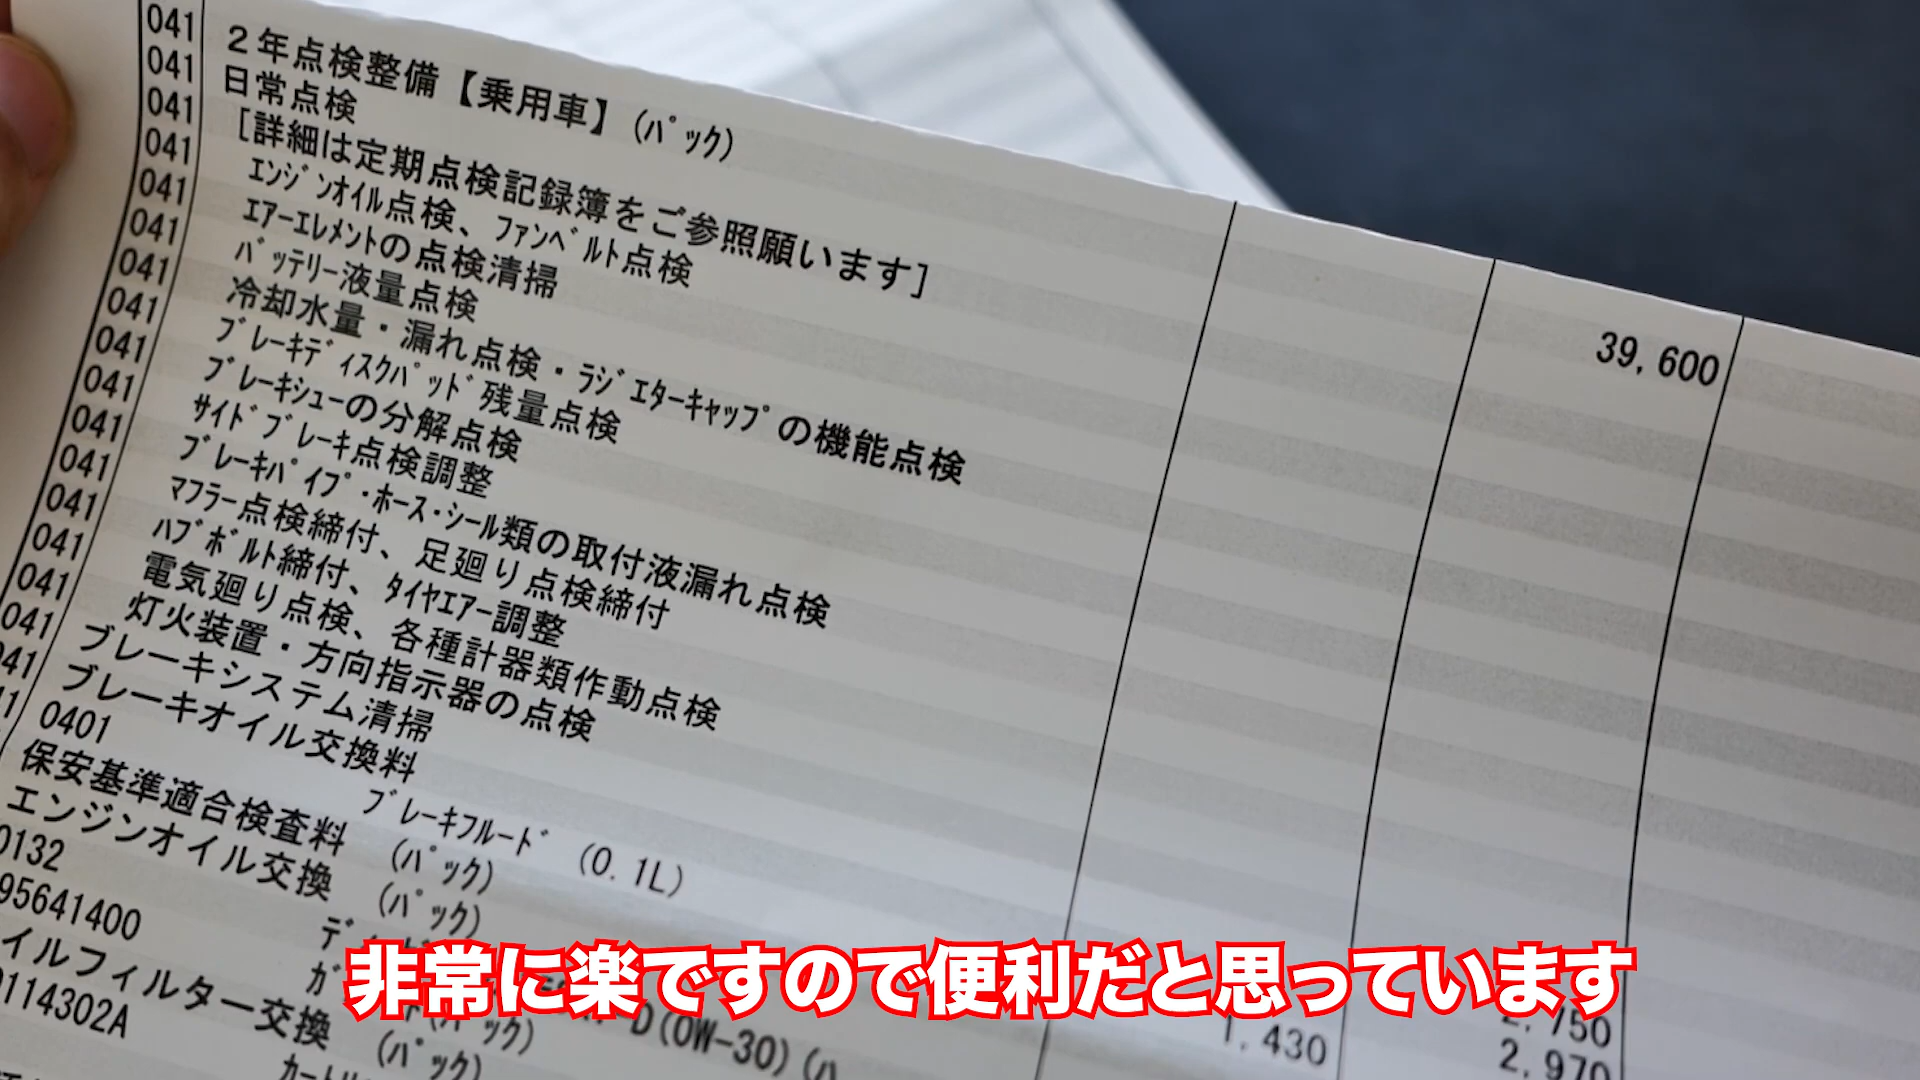 041 ２年点検整備【乗用車】(ﾊﾟｯｸ)
041 日常点検
041 [詳細は定期点検記録簿をご参照願います]
041 ｴﾝｼﾞﾝｵｲﾙ点検、ﾌｧﾝﾍﾞﾙﾄ点検
041 ｴｱｰｴﾚﾒﾝﾄの点検清掃
041 ﾊﾞｯﾃﾘｰ液量点検
041 冷却水量・漏れ点検・ﾗｼﾞｴﾀｰｷｬｯﾌﾟの機能点検
041 ﾌﾞﾚｰｷﾃﾞｨｽｸﾊﾟｯﾄﾞ残量点検
041 ﾌﾞﾚｰｷｼｭｰの分解点検
041 ｻｲﾄﾞﾌﾞﾚｰｷ点検調整
041 ﾌﾞﾚｰｷﾊﾟｲﾌﾟ･ﾎｰｽ･ｼｰﾙ類の取付液漏れ点検
041 ﾏﾌﾗｰ点検締付、足廻り点検締付
041 ﾊﾌﾞﾎﾞﾙﾄ締付、ﾀｲﾔｴｱｰ調整
041 電気廻り点検、各種計器類作動点検
041 灯火装置・方向指示器の点検
041 ブレーキシステム清掃
ブレーキオイル交換料
0401 ﾌﾞﾚｰｷﾌﾙｰﾄﾞ (0.1L)
保安基準適合検査料 (ﾊﾟｯｸ)
エンジンオイル交換 (ﾊﾟｯｸ)
0132
95641400
イルフィルター交換 (ﾊﾟｯｸ)
114302A
39,600
D(0W-30)
1,430
2,750
2,970
非常に楽ですので便利だと思っています